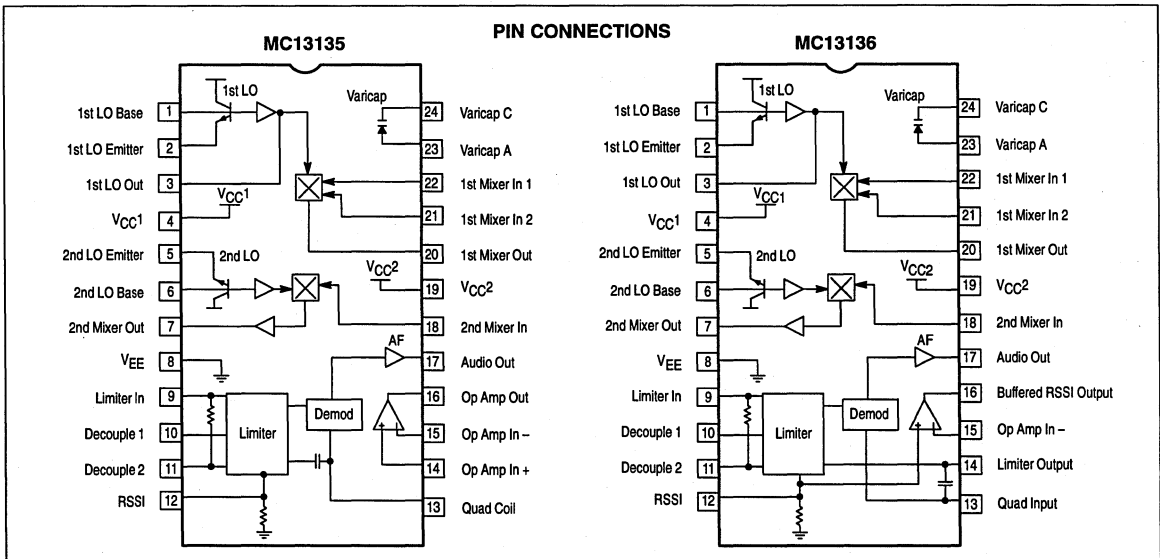 PIN CONNECTIONS
MC13135
1st LO Base 1
1st LO Emitter 2
1st LO Out 3
VCC1 4
2nd LO Emitter 5
2nd LO Base 6
2nd Mixer Out 7
VEE 8
Limiter In 9
Decouple 1 10
Decouple 2 11
RSSI 12
1st LO
Varicap
VCC1
2nd LO
VCC2
AF
Limiter
Demod
24 Varicap C
23 Varicap A
22 1st Mixer In 1
21 1st Mixer In 2
20 1st Mixer Out
19 VCC2
18 2nd Mixer In
17 Audio Out
16 Op Amp Out
15 Op Amp In –
14 Op Amp In +
13 Quad Coil
MC13136
1st LO Base 1
1st LO Emitter 2
1st LO Out 3
VCC1 4
2nd LO Emitter 5
2nd LO Base 6
2nd Mixer Out 7
VEE 8
Limiter In 9
Decouple 1 10
Decouple 2 11
RSSI 12
1st LO
Varicap
VCC1
2nd LO
VCC2
AF
Limiter
Demod
24 Varicap C
23 Varicap A
22 1st Mixer In 1
21 1st Mixer In 2
20 1st Mixer Out
19 VCC2
18 2nd Mixer In
17 Audio Out
16 Buffered RSSI Output
15 Op Amp In –
14 Limiter Output
13 Quad Input